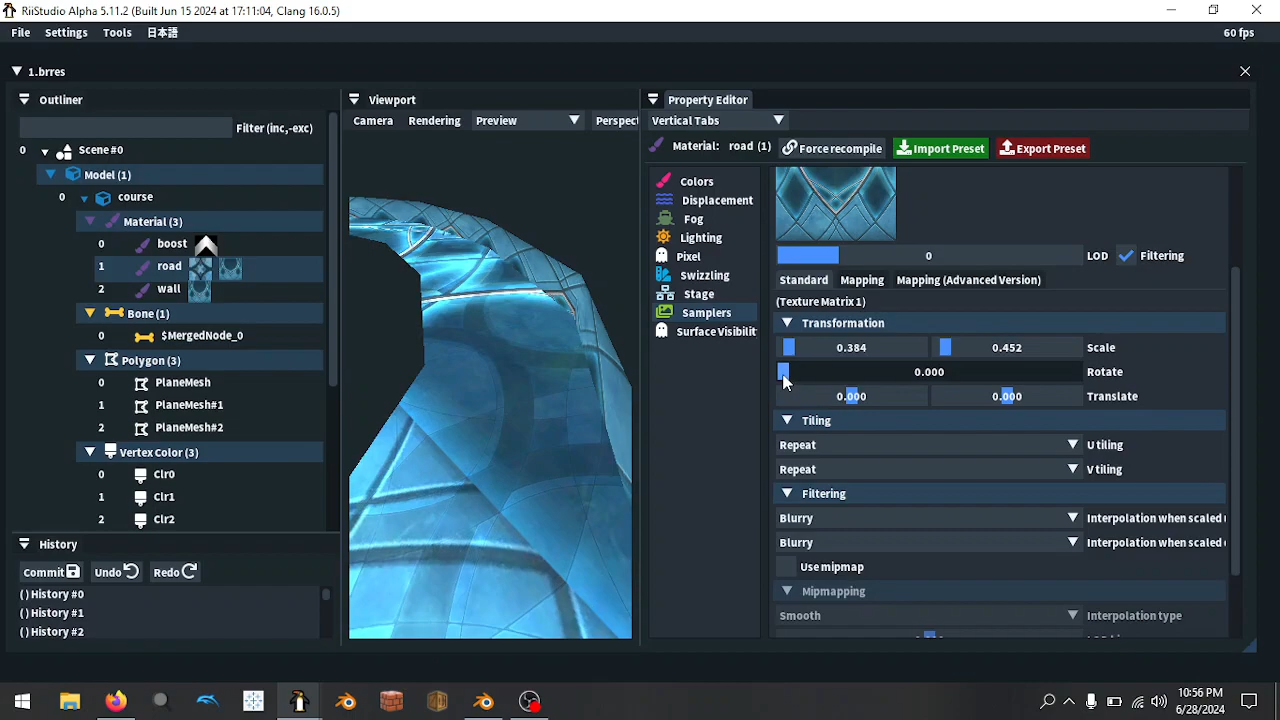 RiiStudio Alpha 5.11.2 (Built Jun 15 2024 at 17:11:04, Clang 16.0.5)
File Settings Tools 日本語 60 fps
1.brres
Outliner
Filter (inc,-exc)
0 Scene #0
Model (1)
0 course
Material (3)
0 boost
1 road
2 wall
Bone (1)
0 $MergedNode_0
Polygon (3)
0 PlaneMesh
1 PlaneMesh#1
2 PlaneMesh#2
Vertex Color (3)
0 Clr0
1 Clr1
2 Clr2
History
Commit Undo Redo
( ) History #0
( ) History #1
( ) History #2
Viewport
Camera Rendering Preview Perspect
Property Editor
Vertical Tabs
Material: road (1) Force recompile Import Preset Export Preset
Colors
Displacement
Fog
Lighting
Pixel
Swizzling
Stage
Samplers
Surface Visibilit
0 LOD Filtering
Standard Mapping Mapping (Advanced Version)
(Texture Matrix 1)
Transformation
0.384 0.452 Scale
0.000 Rotate
0.000 0.000 Translate
Tiling
Repeat U tiling
Repeat V tiling
Filtering
Blurry Interpolation when scaled
Blurry Interpolation when scaled
Use mipmap
Mipmapping
Smooth Interpolation type
10:56 PM
6/28/2024